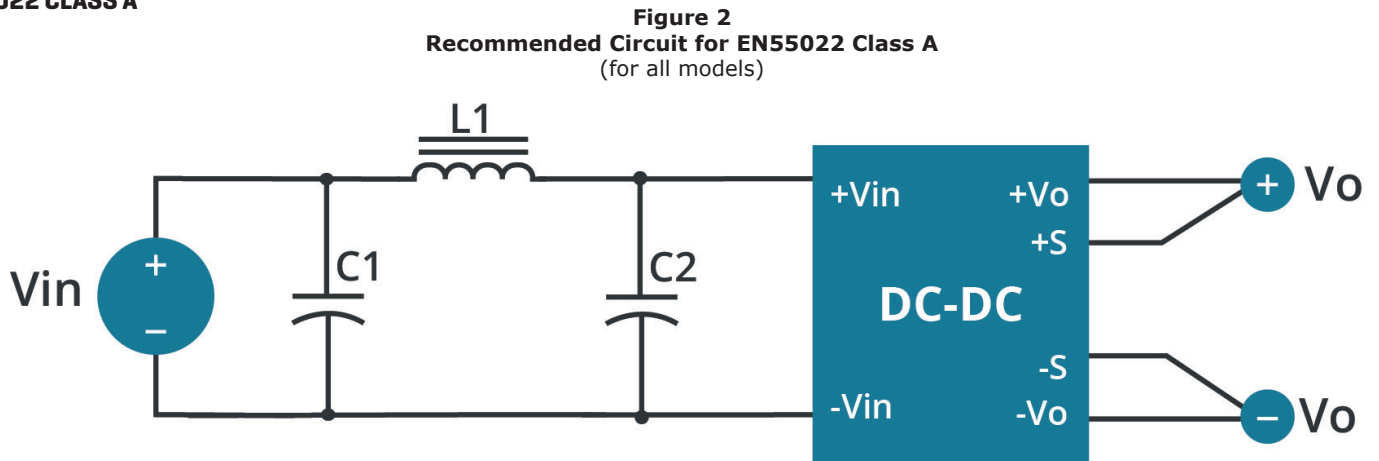 CLASS A
Figure 2
Recommended Circuit for EN55022 Class A
(for all models)
L1
+Vin
+Vo
+
Vo
+S
C1
C2
Vin
+
−
DC-DC
-S
-Vin
-Vo
−
Vo